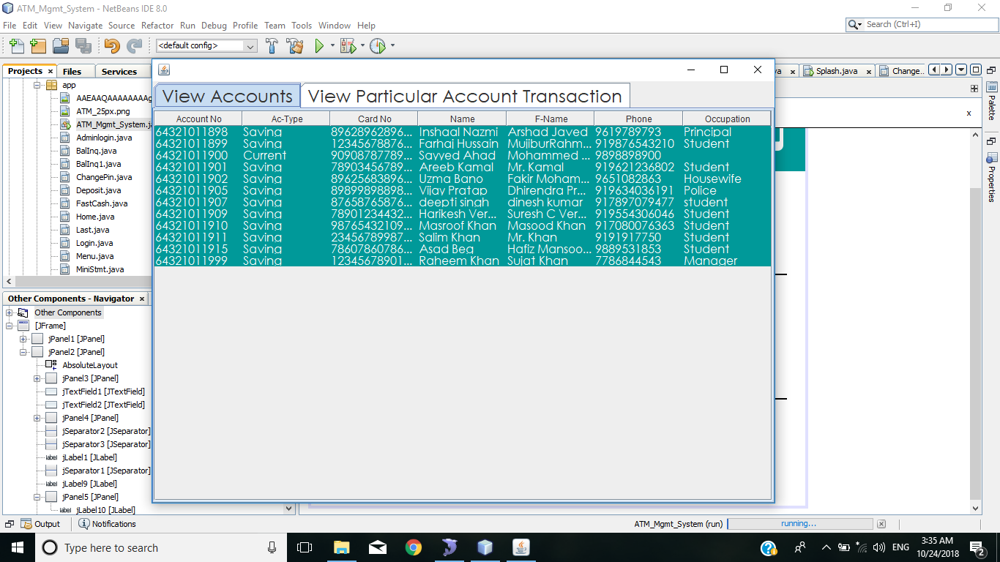 ATM_Mgmt_System - NetBeans IDE 8.0
File Edit View Navigate Source Refactor Run Debug Profile Team Tools Window Help
Search (Ctrl+I)
<default config>
Projects x Files Services
Splash.java x Change..
app
AAEAAQAAAAAAAAg
ATM_25px.png
ATM_Mgmt_System.ja
Adminlogin.java
BalInq.java
BalInq1.java
ChangePin.java
Deposit.java
FastCash.java
Home.java
Last.java
Login.java
Menu.java
MiniStmt.java
Other Components - Navigator x
Other Components
[JFrame]
jPanel1 [JPanel]
jPanel2 [JPanel]
AbsoluteLayout
jPanel3 [JPanel]
jTextField1 [JTextField]
jTextField2 [JTextField]
jPanel4 [JPanel]
jSeparator2 [JSeparator]
jSeparator3 [JSeparator]
label jLabel1 [JLabel]
jSeparator1 [JSeparator]
label jLabel9 [JLabel]
jPanel5 [JPanel]
label jLabel10 [JLabel]
View Accounts View Particular Account Transaction
Account No Ac-Type Card No Name F-Name Phone Occupation
64321011898 Saving 89628962896... Inshaal Nazmi Arshad Javed 9619789793 Principal
64321011899 Saving 12345678876... Farhaj Hussain MujiburRahm... 919876543210 Student
64321011900 Current 90908787789... Sayyed Ahad Mohammed ... 9898898900
64321011901 Saving 78903456789... Areeb Kamal Mr. Kamal 919621236802 Student
64321011902 Saving 89625683896... Uzma Bano Fakir Moham... 9651082863 Housewife
64321011905 Saving 89899898898... Vijay Pratap Dhirendra Pr... 919634036191 Police
64321011907 Saving 87658765876... deepti singh dinesh kumar 917897079477 student
64321011909 Saving 78901234432... Harikesh Ver... Suresh C Ver... 919554306046 Student
64321011910 Saving 98765432109... Masroof Khan Masood Khan 917080076363 Student
64321011911 Saving 23456789987... Salim Khan Mr. Khan 9191917750 Student
64321011915 Saving 78607860786... Asad Beg Hafiz Mansoo... 9889531853 Student
64321011999 Saving 12345678901... Raheem Khan Sujat Khan 7786844543 Manager
Palette
Properties
x
Output Notifications
ATM_Mgmt_System (run) running...
Type here to search
ENG
3:35 AM
10/24/2018
2